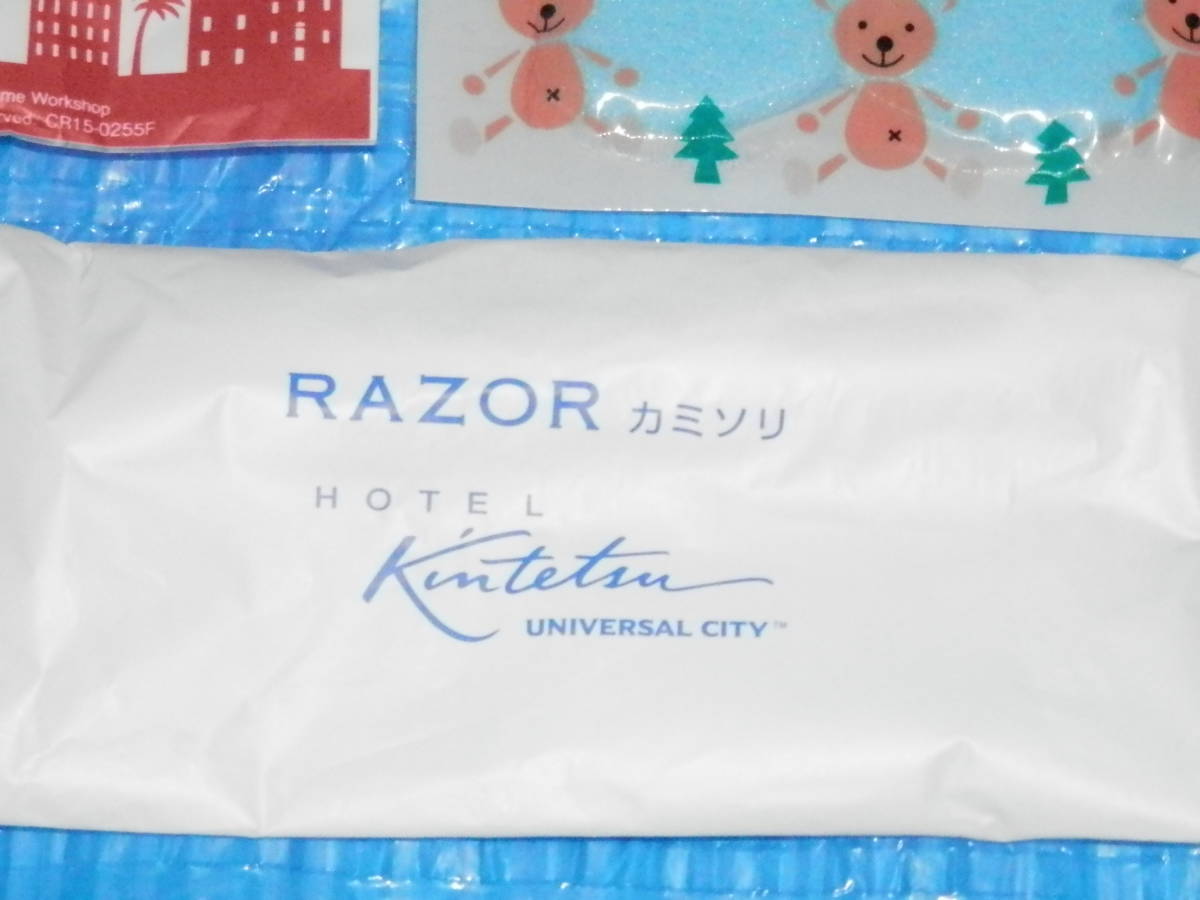 me Workshop
rved. CR15-0255F
RAZOR カミソリ
HOTEL
Kintetsu
UNIVERSAL CITY™